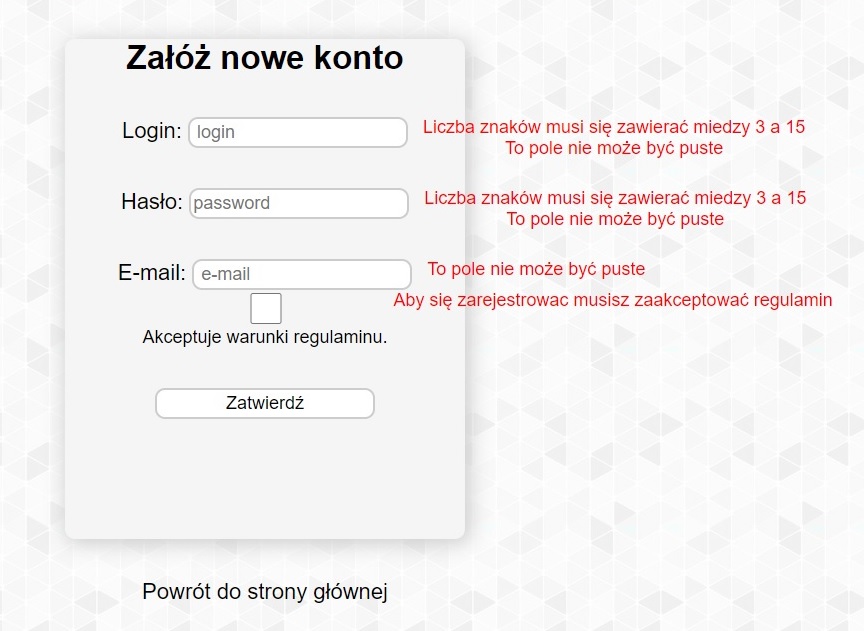 Załóż nowe konto
Login: login
Liczba znaków musi się zawierać miedzy 3 a 15
To pole nie może być puste
Hasło: password
Liczba znaków musi się zawierać miedzy 3 a 15
To pole nie może być puste
E-mail: e-mail
To pole nie może być puste
Aby się zarejestrowac musisz zaakceptować regulamin
Akceptuje warunki regulaminu.
Zatwierdź
Powrót do strony głównej